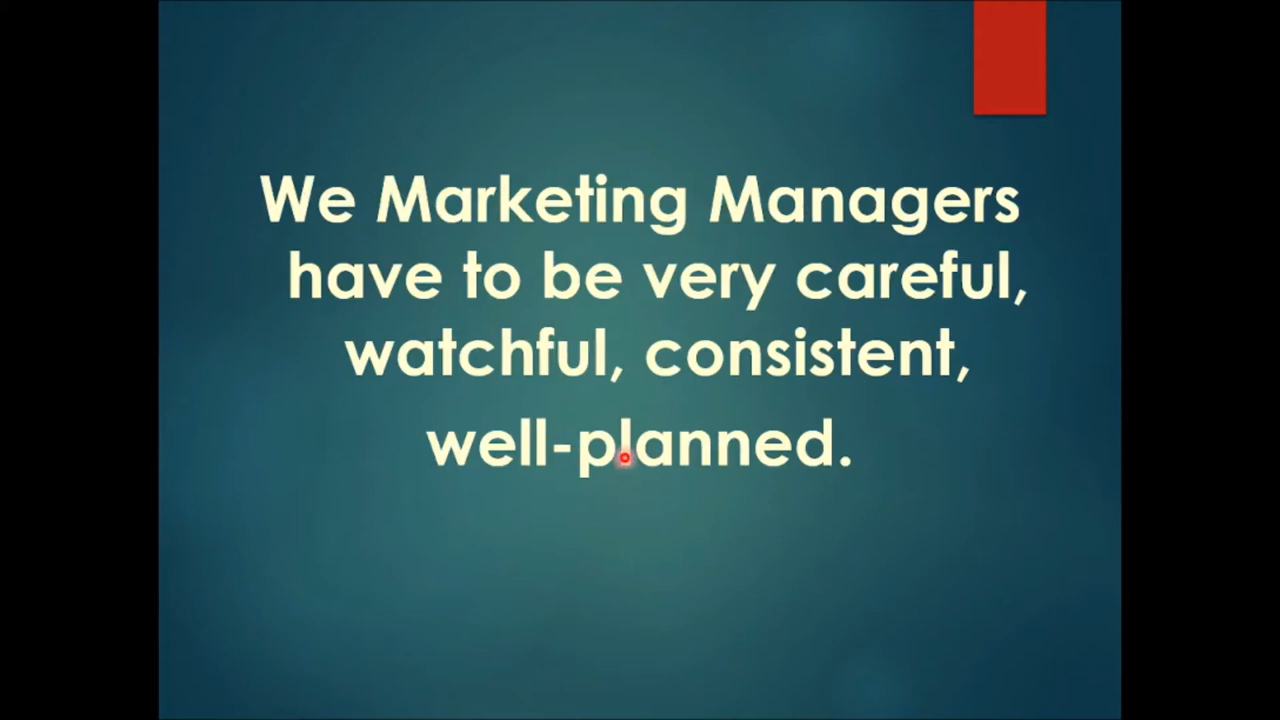 We Marketing Managers
have to be very careful,
watchful, consistent,
well-planned.